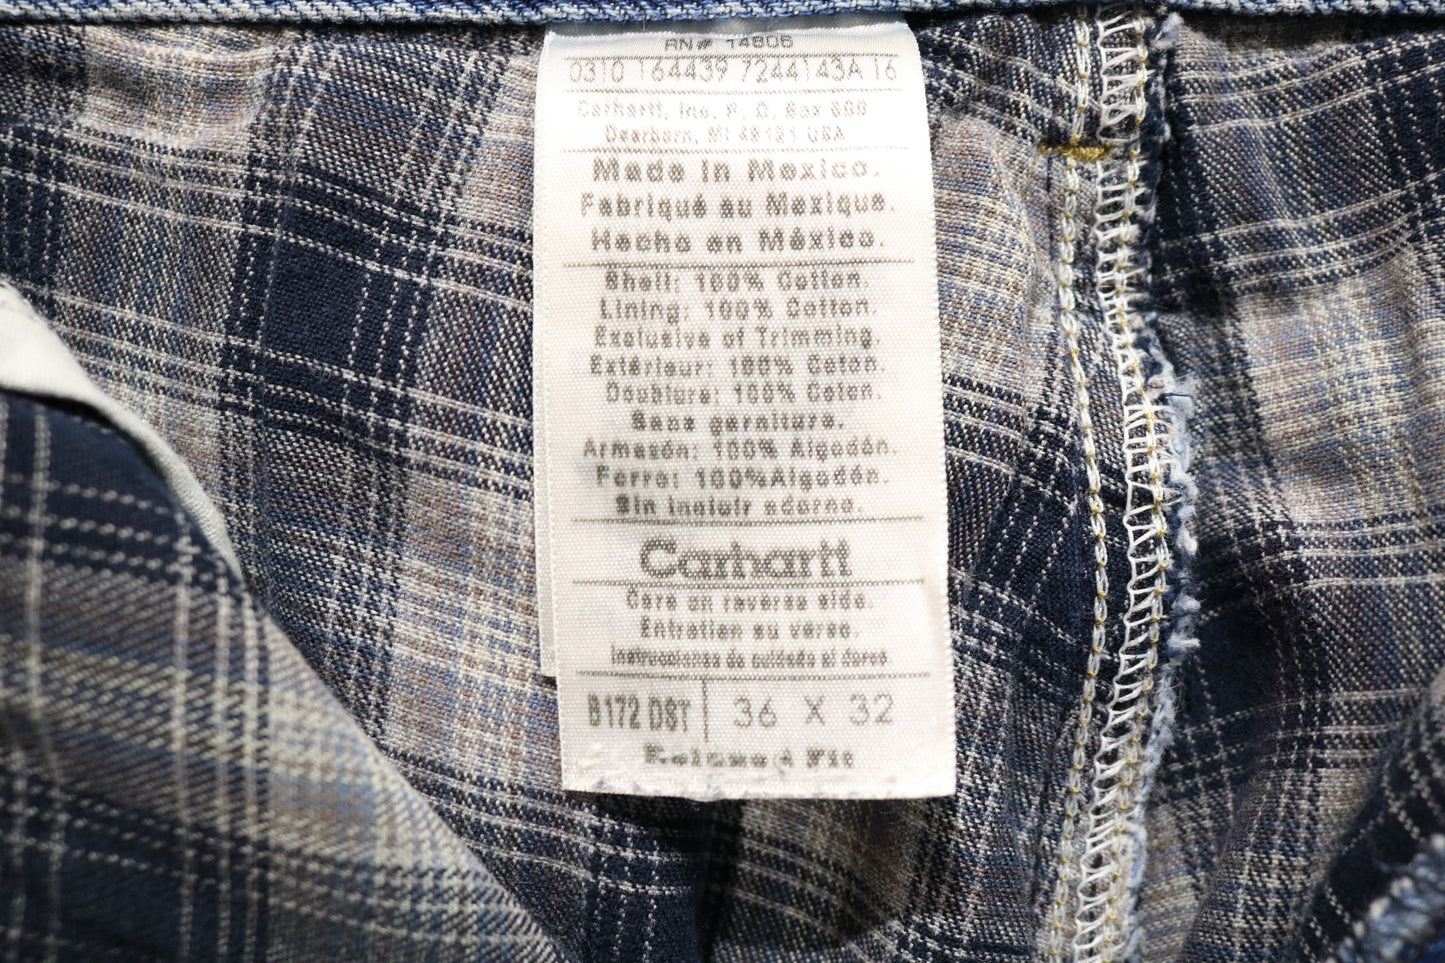 RN# 14806
0310 164439 7244143A 16
Carhartt, Inc. P. O. Box 600
Dearborn, MI 48121 USA
Made in Mexico.
Fabriqué au Mexique.
Hecho en México.
Shell: 100% Cotton.
Lining: 100% Cotton.
Exclusive of Trimming.
Extérieur: 100% Coton.
Doublure: 100% Coton.
Sans garniture.
Armasón: 100% Algodón.
Forro: 100%Algodón.
Sin incluir adorno.
Carhartt
Care on reverse side.
Entretien au verso.
Instrucciones de cuidado al dorso
B172 DST 36 X 32
Relaxed Fit